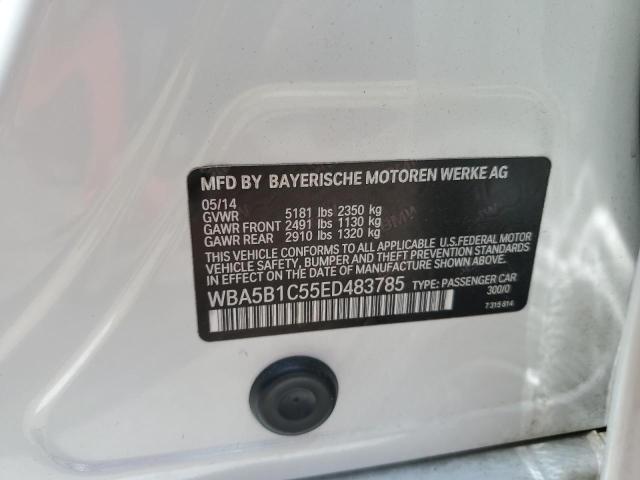 MFD BY BAYERISCHE MOTOREN WERKE AG
05/14
GVWR 5181 lbs 2350 kg
GAWR FRONT 2491 lbs 1130 kg
GAWR REAR 2910 lbs 1320 kg
THIS VEHICLE CONFORMS TO ALL APPLICABLE U.S.FEDERAL MOTOR
VEHICLE SAFETY, BUMPER AND THEFT PREVENTION STANDARDS
IN EFFECT ON THE DATE OF MANUFACTURE SHOWN ABOVE.
WBA5B1C55ED483785 TYPE: PASSENGER CAR
300/0
7 315 614